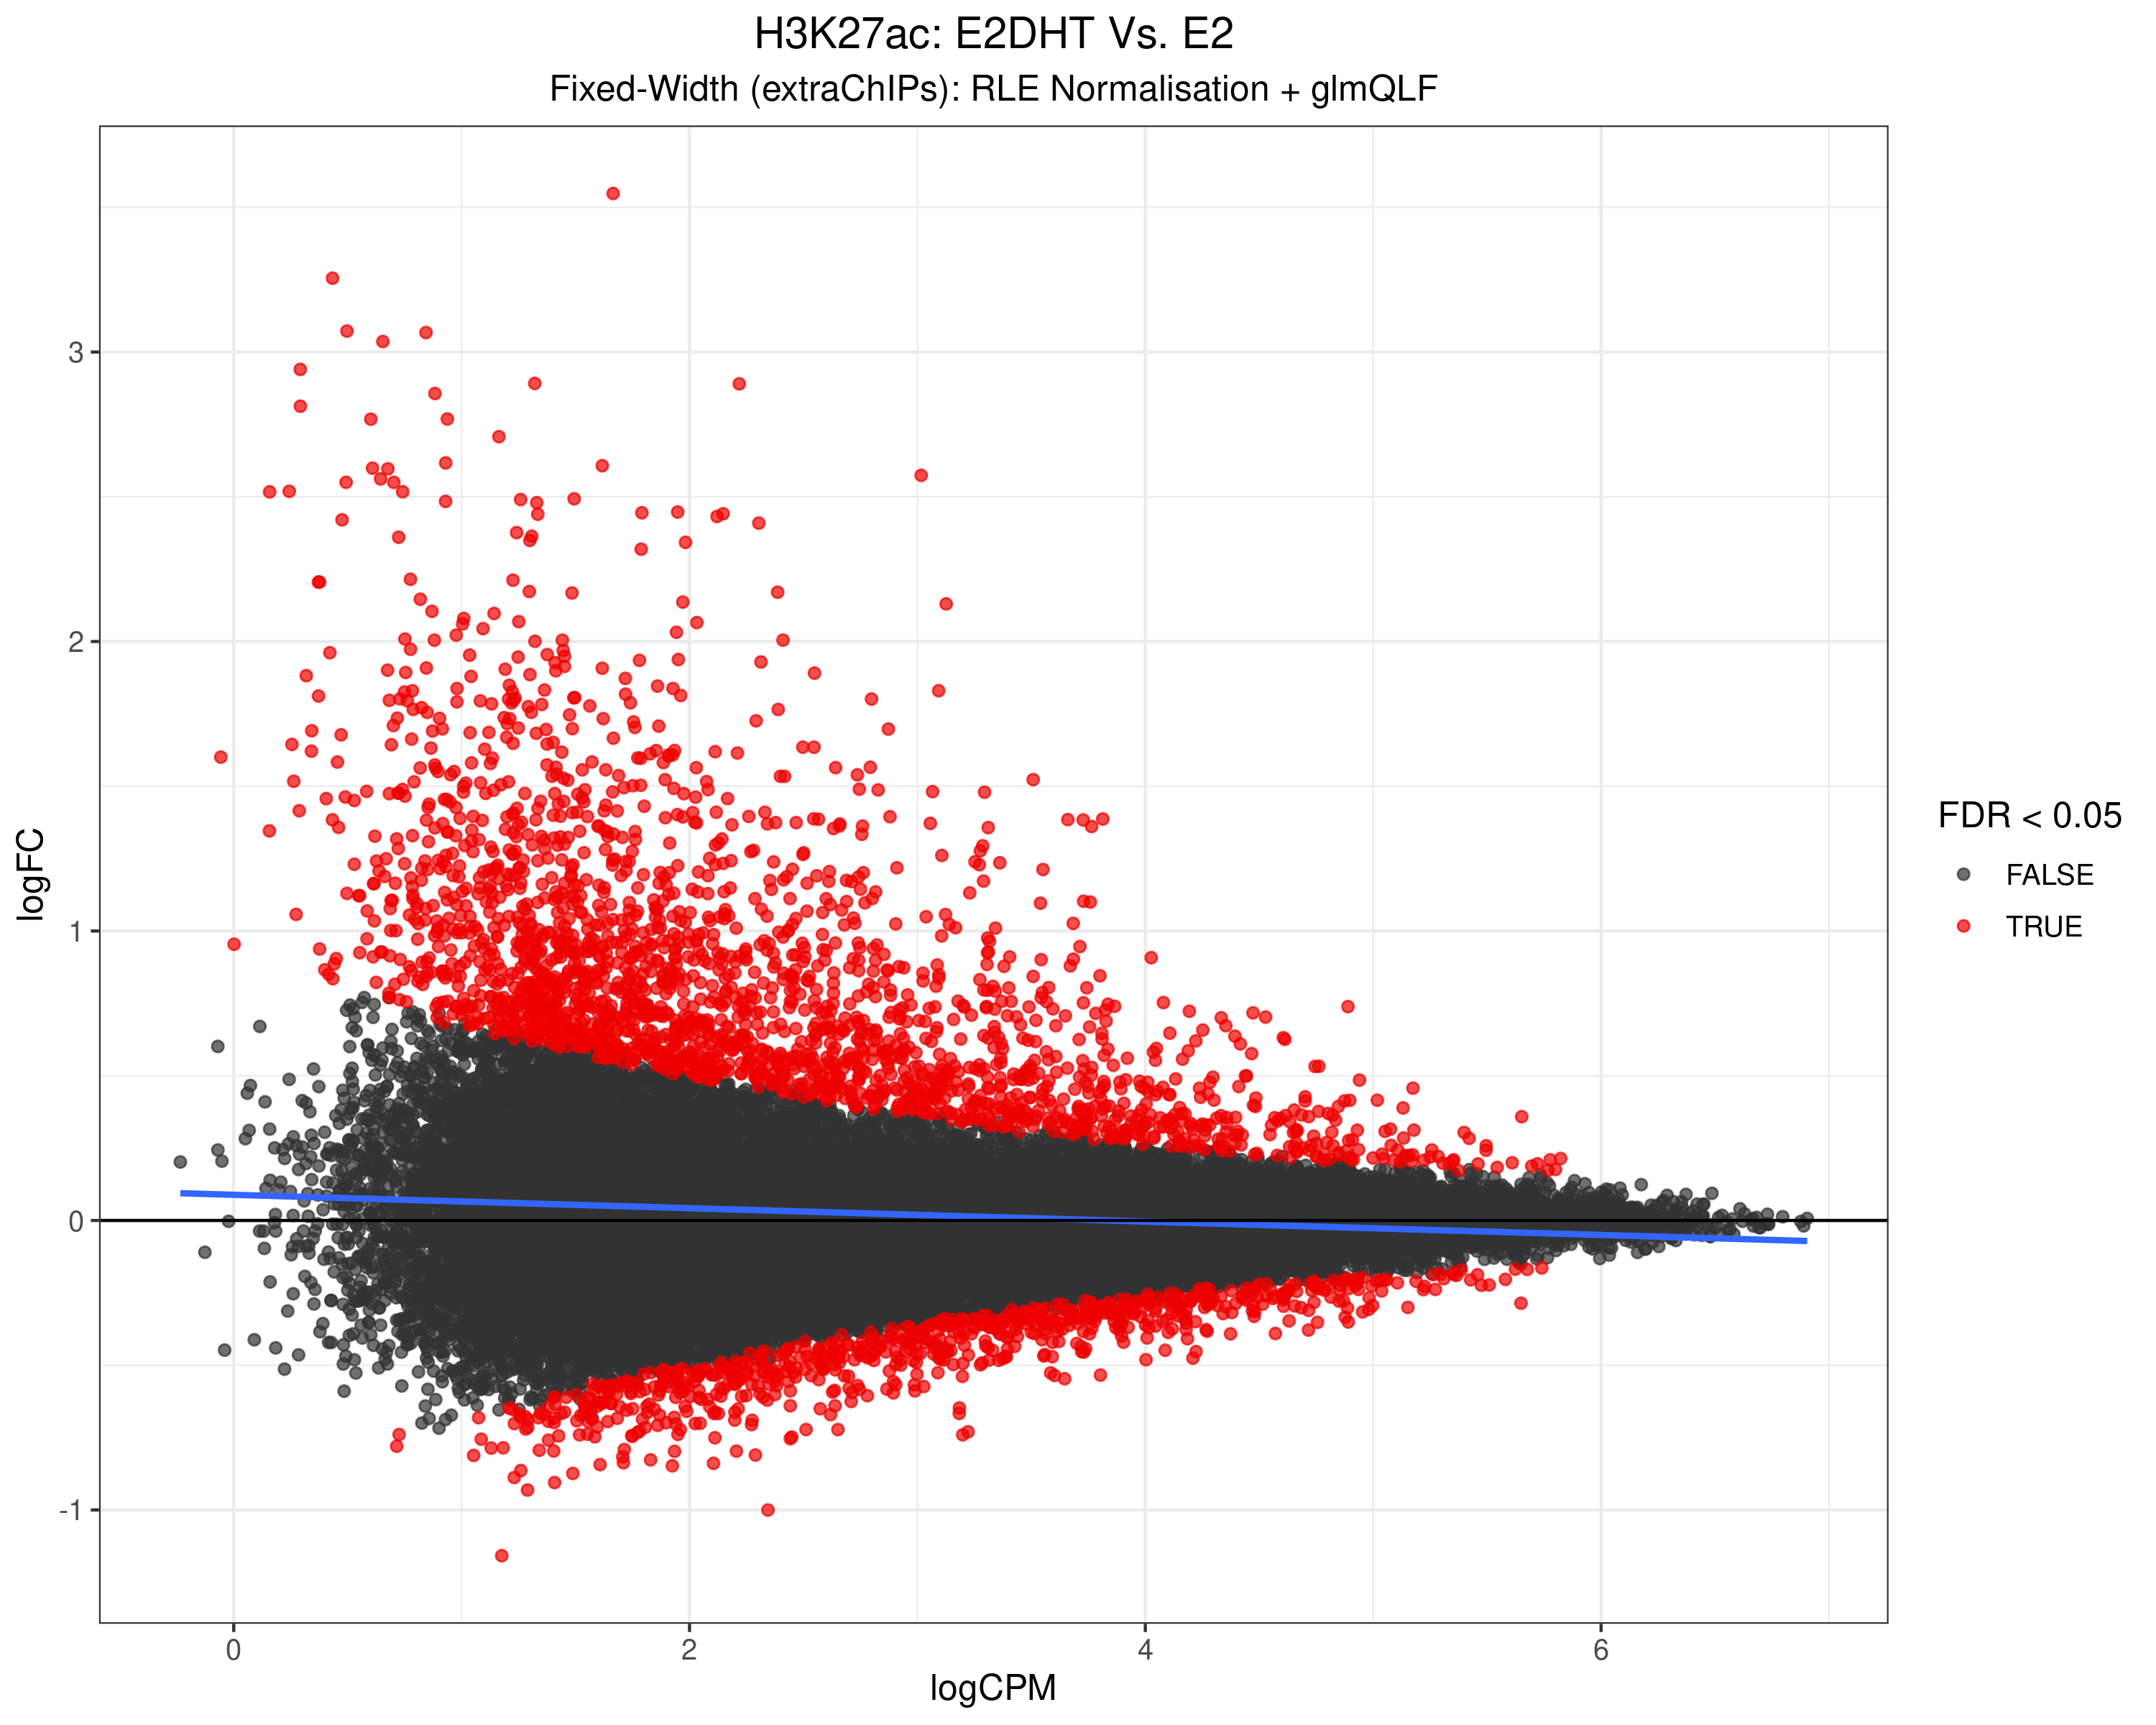 H3K27ac: E2DHT Vs. E2
Fixed-Width (extraChIPs): RLE Normalisation + glmQLF
logFC
3
2
1
0
-1
0 2 4 6
logCPM
FDR < 0.05
FALSE
TRUE